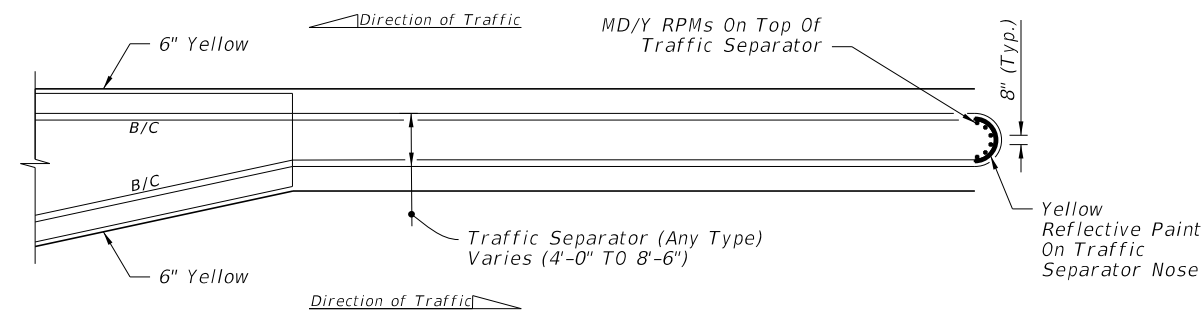 Direction of Traffic
MD/Y RPMs On Top Of
Traffic Separator
6" Yellow
8" (Typ.)
B/C
B/C
Traffic Separator (Any Type)
Varies (4'-0" TO 8'-6")
Yellow
Reflective Paint
On Traffic
Separator Nose
6" Yellow
Direction of Traffic